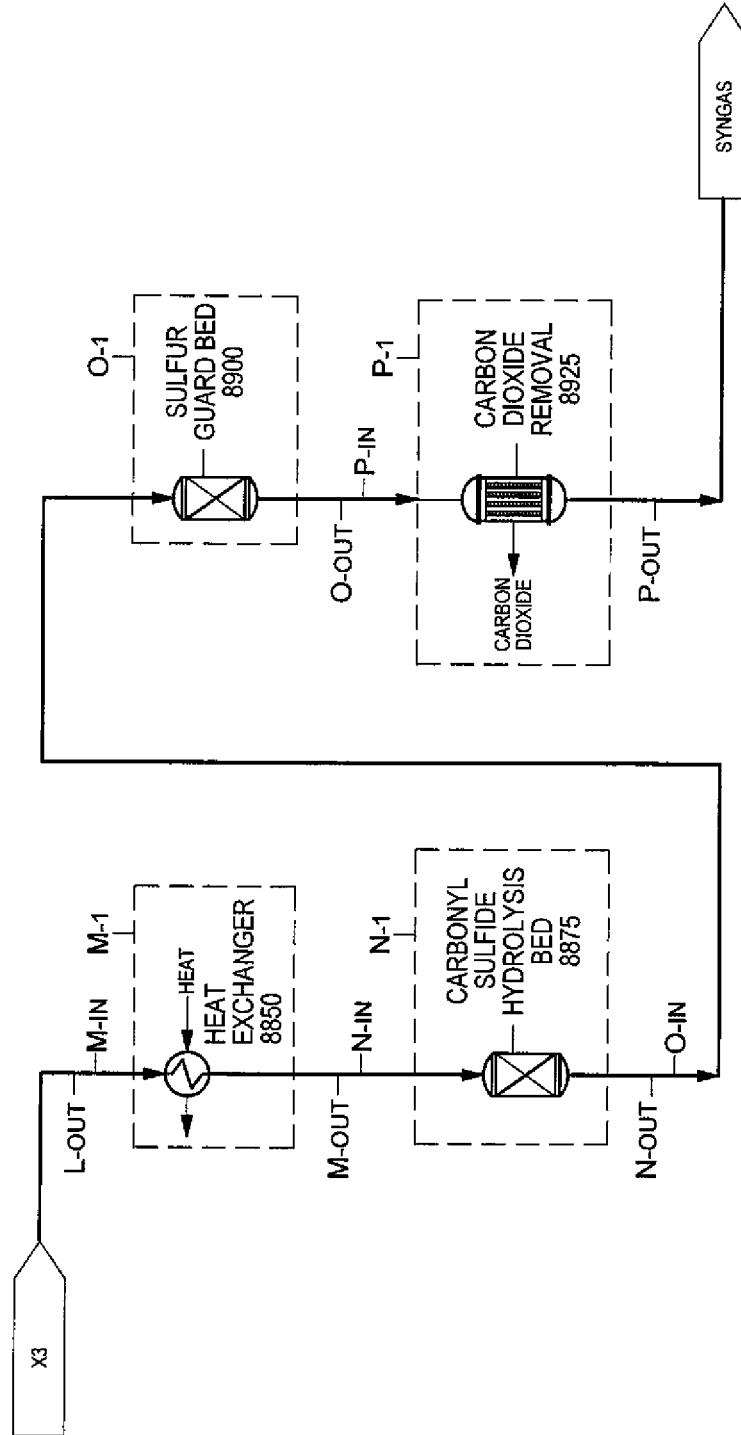 X3
L-OUT
M-IN
M-1
HEAT
HEAT
EXCHANGER
8850
M-OUT
N-IN
N-1
CARBONYL
SULFIDE
HYDROLYSIS
BED
8875
N-OUT
O-IN
O-1
SULFUR
GUARD BED
8900
O-OUT
P-IN
P-1
CARBON
DIOXIDE
REMOVAL
8925
CARBON
DIOXIDE
P-OUT
SYNGAS